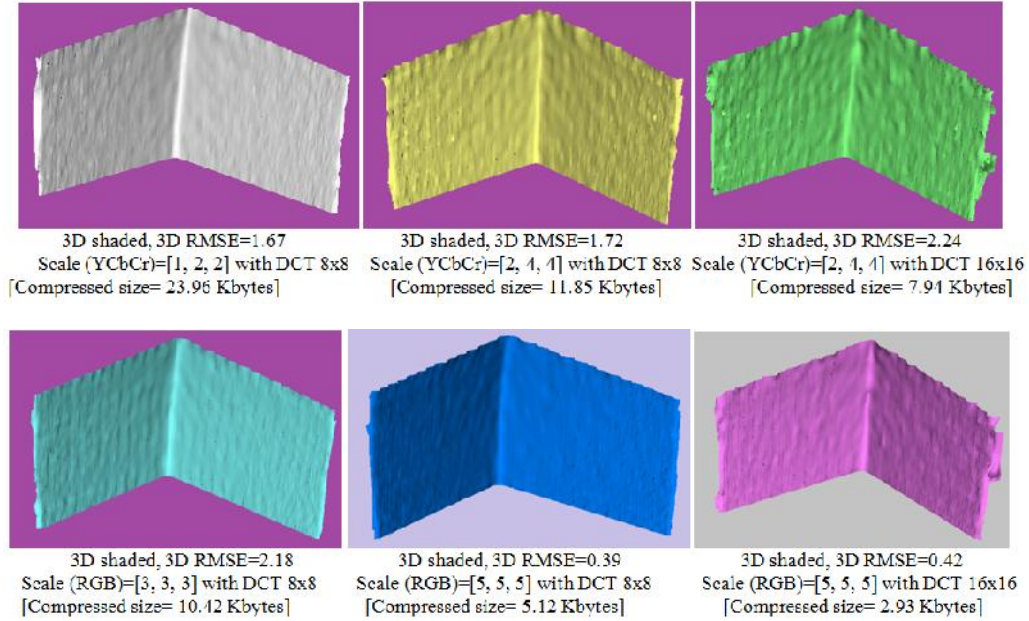 3D shaded, 3D RMSE=1.67
Scale (YCbCr)=[1, 2, 2] with DCT 8x8
[Compressed size= 23.96 Kbytes]
3D shaded, 3D RMSE=1.72
Scale (YCbCr)=[2, 4, 4] with DCT 8x8
[Compressed size= 11.85 Kbytes]
3D shaded, 3D RMSE=2.24
Scale (YCbCr)=[2, 4, 4] with DCT 16x16
[Compressed size= 7.94 Kbytes]
3D shaded, 3D RMSE=2.18
Scale (RGB)=[3, 3, 3] with DCT 8x8
[Compressed size= 10.42 Kbytes]
3D shaded, 3D RMSE=0.39
Scale (RGB)=[5, 5, 5] with DCT 8x8
[Compressed size= 5.12 Kbytes]
3D shaded, 3D RMSE=0.42
Scale (RGB)=[5, 5, 5] with DCT 16x16
[Compressed size= 2.93 Kbytes]